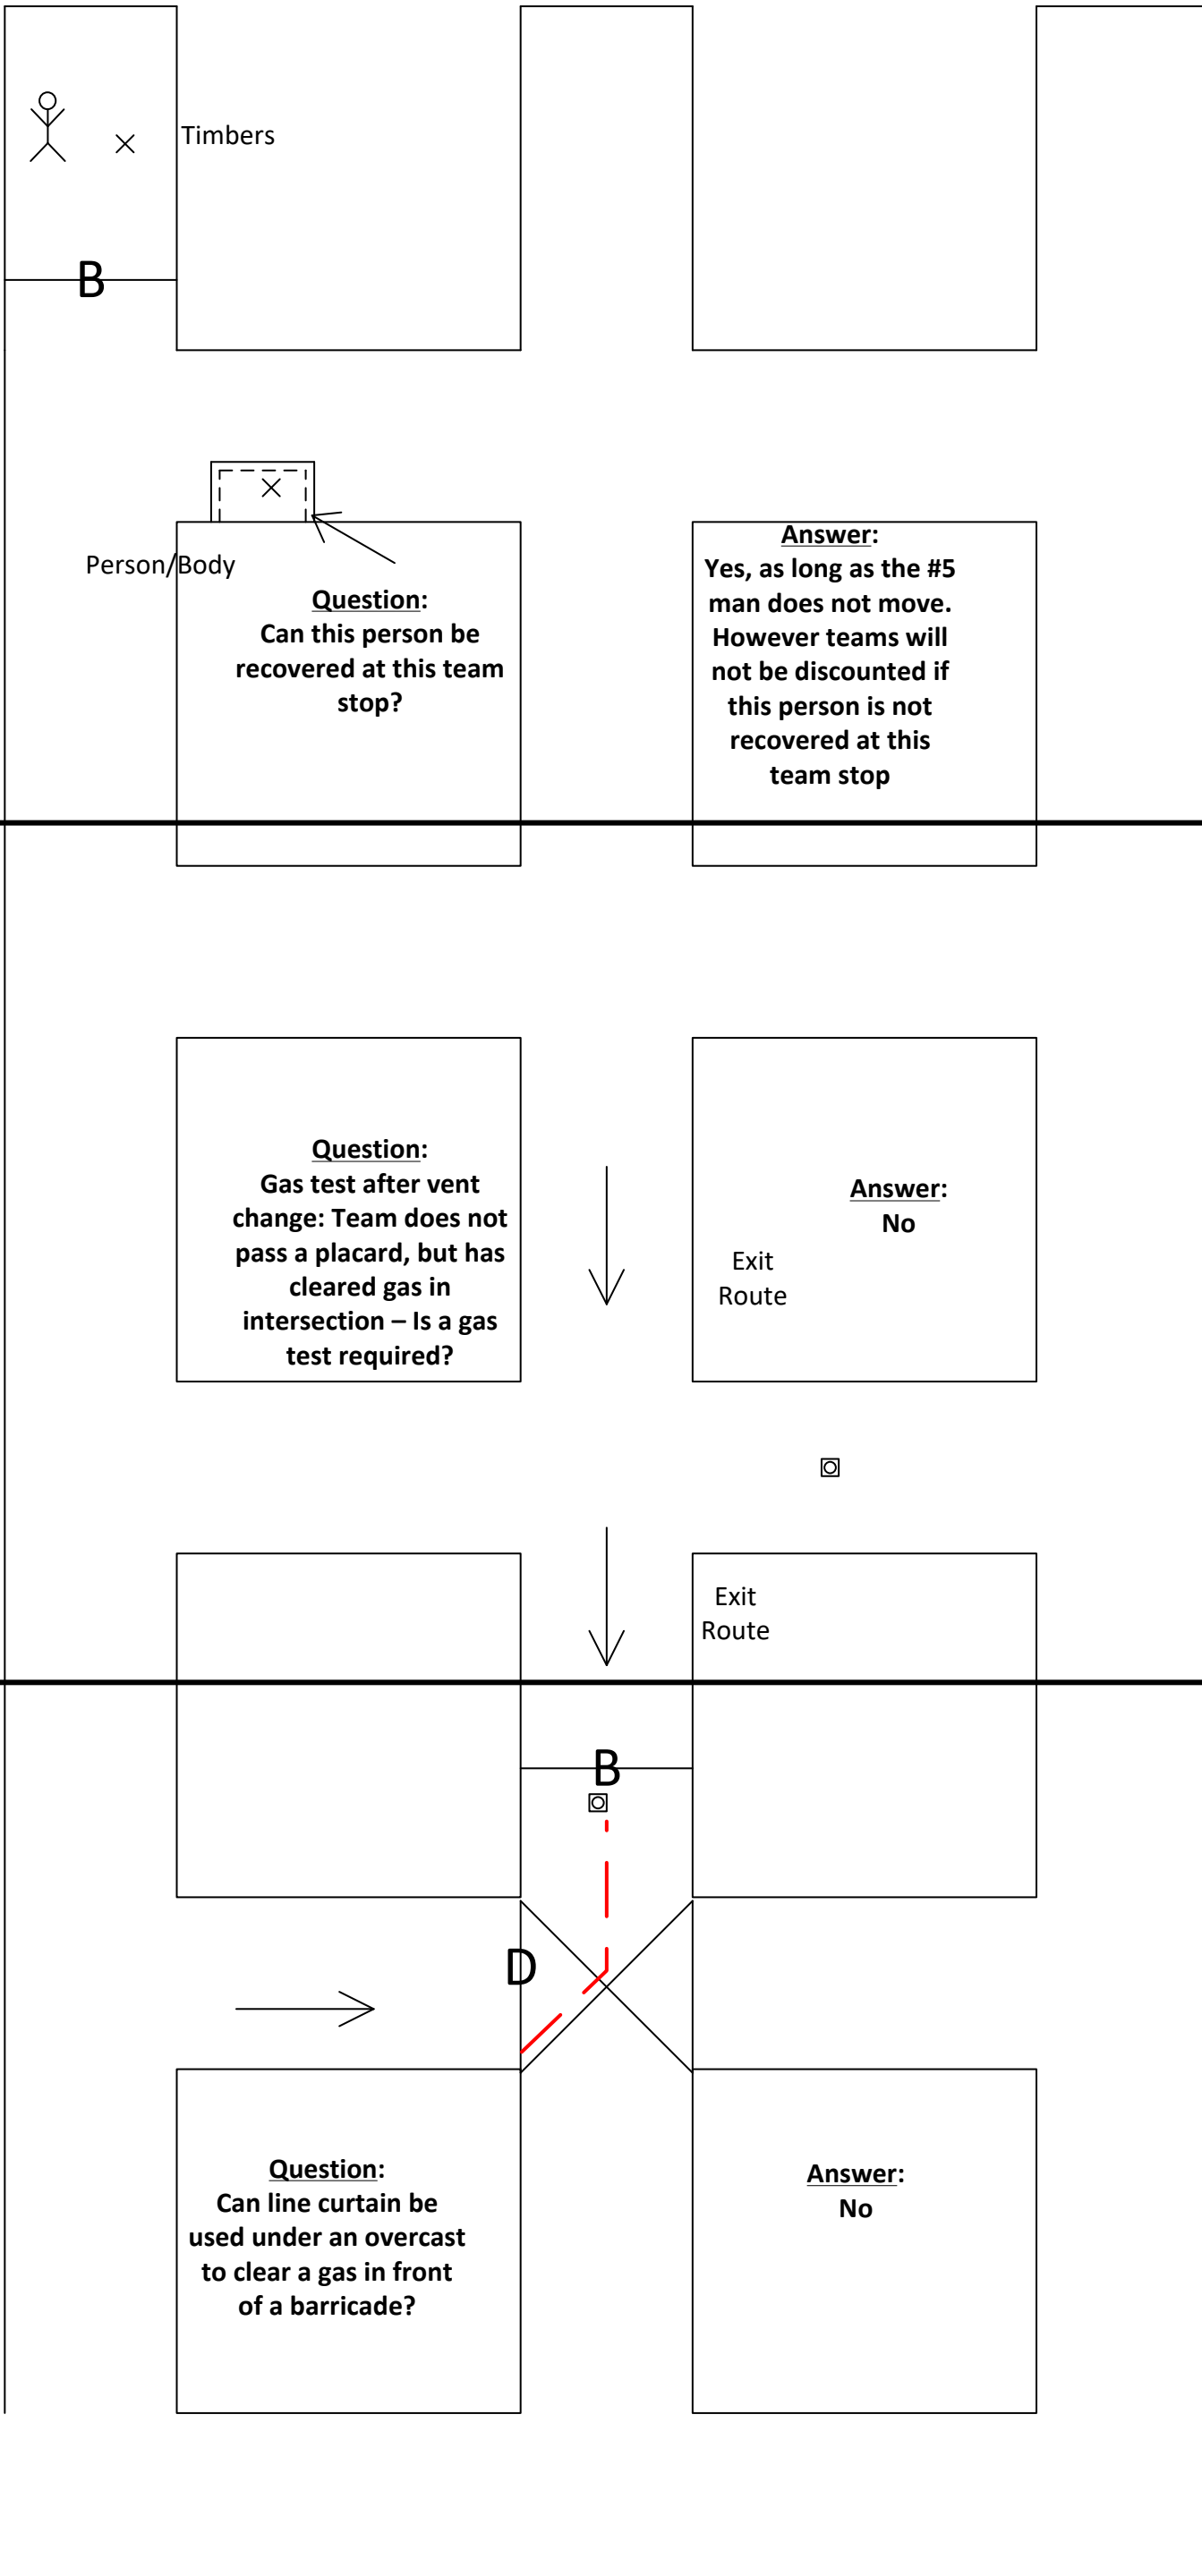 Timbers
B
Person/Body
Question:
Can this person be
recovered at this team
stop?
Answer:
Yes, as long as the #5
man does not move.
However teams will
not be discounted if
this person is not
recovered at this
team stop
Question:
Gas test after vent
change: Team does not
pass a placard, but has
cleared gas in
intersection – Is a gas
test required?
Answer:
No
Exit
Route
Exit
Route
B
D
Question:
Can line curtain be
used under an overcast
to clear a gas in front
of a barricade?
Answer:
No